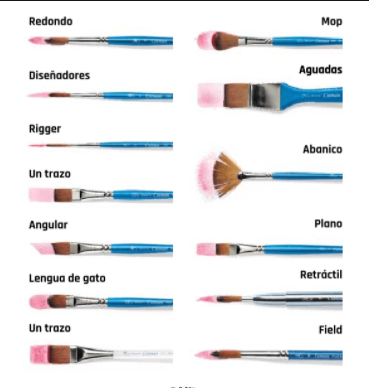 Redondo
Diseñadores
Rigger
Un trazo
Angular
Lengua de gato
Un trazo
Mop
Aguadas
Abanico
Plano
Retráctil
Field